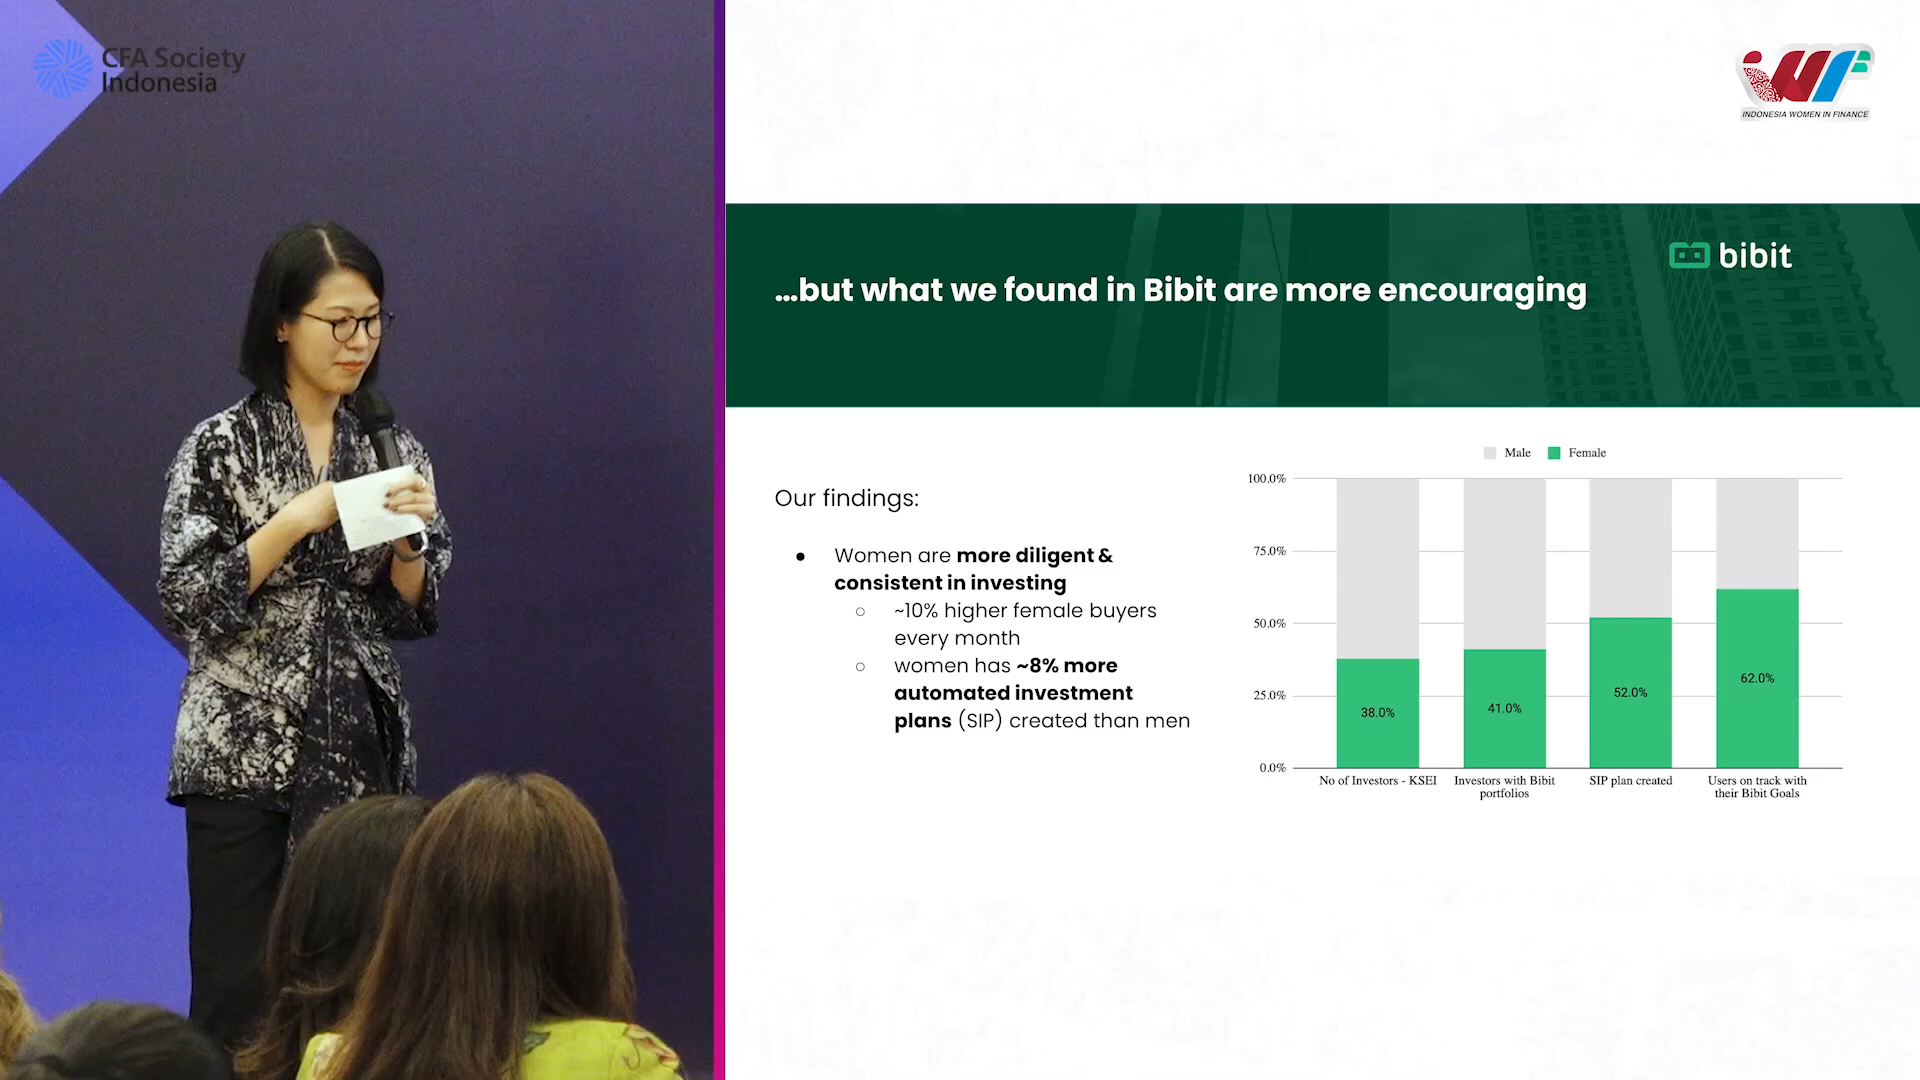 CFA Society
Indonesia
INDONESIA WOMEN IN FINANCE
bibit
...but what we found in Bibit are more encouraging
Our findings:
● Women are more diligent &
consistent in investing
○ ~10% higher female buyers
every month
○ women has ~8% more
automated investment
plans (SIP) created than men
Male Female
100.0%
75.0%
50.0%
25.0%
0.0%
38.0%
41.0%
52.0%
62.0%
No of Investors - KSEI
Investors with Bibit
portfolios
SIP plan created
Users on track with
their Bibit Goals